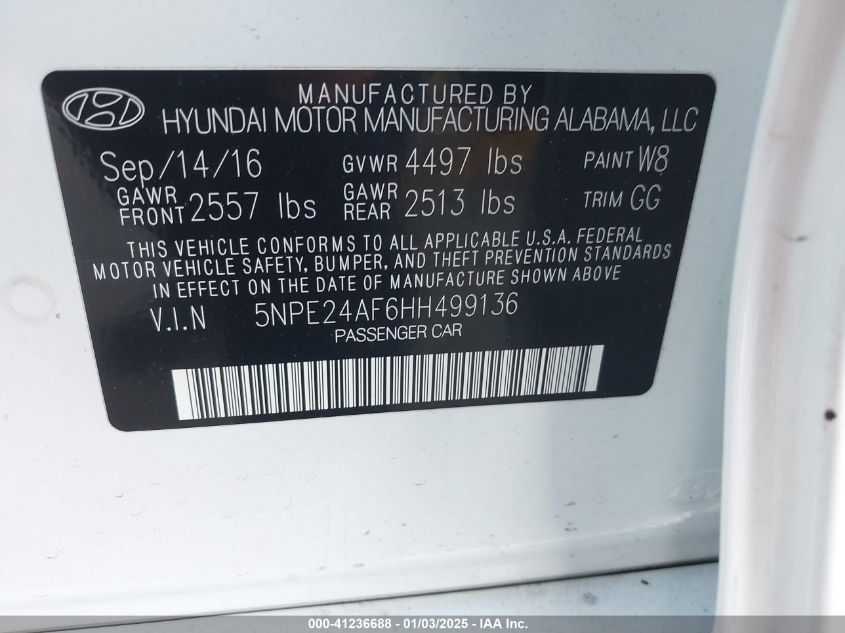 MANUFACTURED BY
HYUNDAI MOTOR MANUFACTURING ALABAMA, LLC
Sep/14/16 GVWR 4497 lbs PAINT W8
GAWR FRONT 2557 lbs GAWR REAR 2513 lbs TRIM GG
THIS VEHICLE CONFORMS TO ALL APPLICABLE U.S.A. FEDERAL
MOTOR VEHICLE SAFETY, BUMPER, AND THEFT PREVENTION STANDARDS
IN EFFECT ON THE DATE OF MANUFACTURE SHOWN ABOVE
V.I.N 5NPE24AF6HH499136
PASSENGER CAR
000-41236688 - 01/03/2025 - IAA Inc.